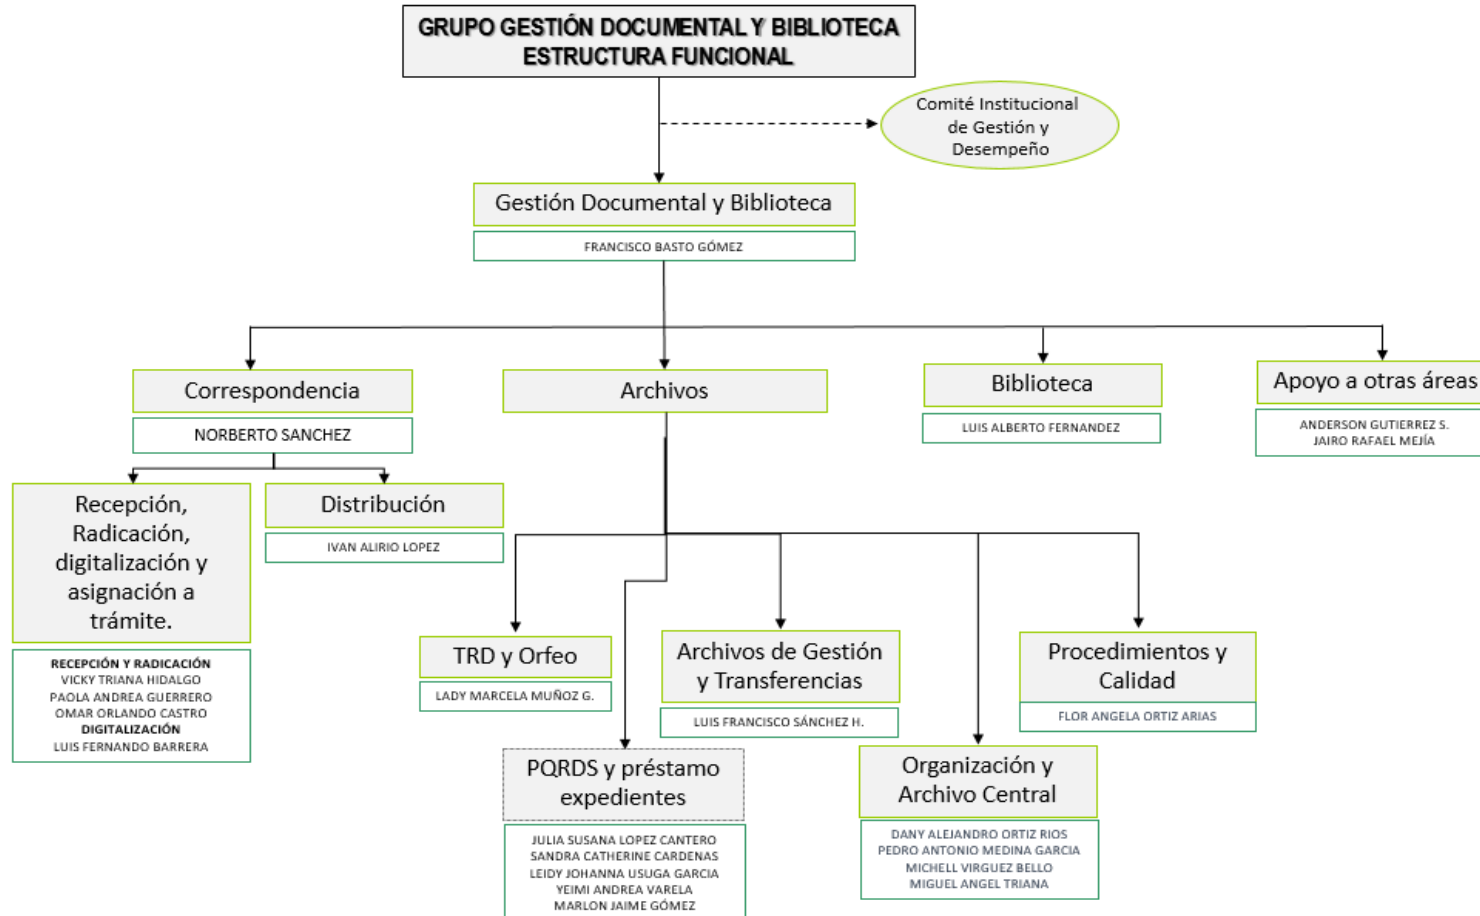 GRUPO GESTIÓN DOCUMENTAL Y BIBLIOTECA
ESTRUCTURA FUNCIONAL
Comité Institucional
de Gestión y
Desempeño
Gestión Documental y Biblioteca
FRANCISCO BASTO GÓMEZ
Correspondencia
NORBERTO SANCHEZ
Archivos
Biblioteca
LUIS ALBERTO FERNANDEZ
Apoyo a otras áreas
ANDERSON GUTIERREZ S.
JAIRO RAFAEL MEJÍA
Recepción,
Radicación,
digitalización y
asignación a
trámite.
RECEPCIÓN Y RADICACIÓN
VICKY TRIANA HIDALGO
PAOLA ANDREA GUERRERO
OMAR ORLANDO CASTRO
DIGITALIZACIÓN
LUIS FERNANDO BARRERA
Distribución
IVAN ALIRIO LOPEZ
TRD y Orfeo
LADY MARCELA MUÑOZ G.
Archivos de Gestión
y Transferencias
LUIS FRANCISCO SÁNCHEZ H.
Procedimientos y
Calidad
FLOR ANGELA ORTIZ ARIAS
PQRDS y préstamo
expedientes
JULIA SUSANA LOPEZ CANTERO
SANDRA CATHERINE CARDENAS
LEIDY JOHANNA USUGA GARCIA
YEIMI ANDREA VARELA
MARLON JAIME GÓMEZ
Organización y
Archivo Central
DANY ALEJANDRO ORTIZ RIOS
PEDRO ANTONIO MEDINA GARCIA
MICHELL VIRGUEZ BELLO
MIGUEL ANGEL TRIANA